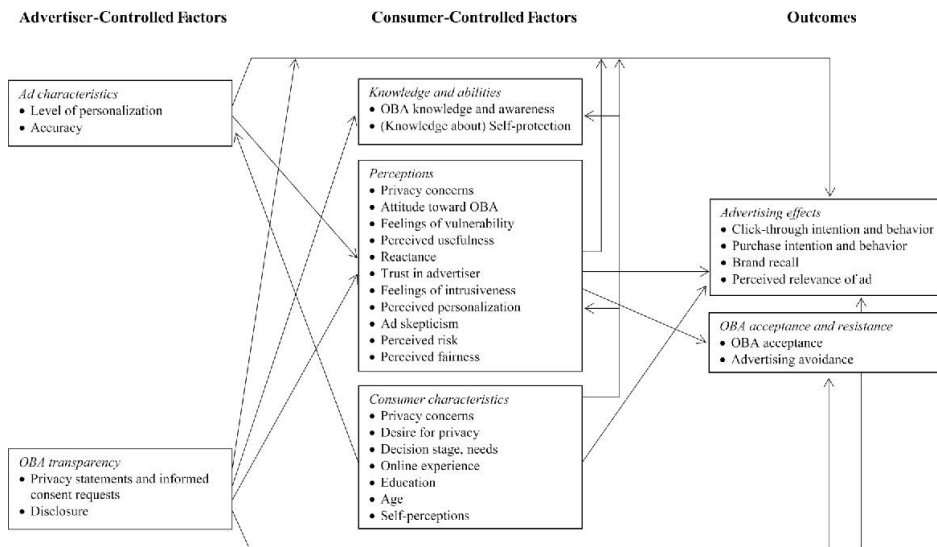 Advertiser-Controlled Factors
Consumer-Controlled Factors
Outcomes
Ad characteristics
• Level of personalization
• Accuracy
Knowledge and abilities
• OBA knowledge and awareness
• (Knowledge about) Self-protection
Perceptions
• Privacy concerns
• Attitude toward OBA
• Feelings of vulnerability
• Perceived usefulness
• Reactance
• Trust in advertiser
• Feelings of intrusiveness
• Perceived personalization
• Ad skepticism
• Perceived risk
• Perceived fairness
Advertising effects
• Click-through intention and behavior
• Purchase intention and behavior
• Brand recall
• Perceived relevance of ad
OBA acceptance and resistance
• OBA acceptance
• Advertising avoidance
Consumer characteristics
• Privacy concerns
• Desire for privacy
• Decision stage, needs
• Online experience
• Education
• Age
• Self-perceptions
OBA transparency
• Privacy statements and informed
consent requests
• Disclosure